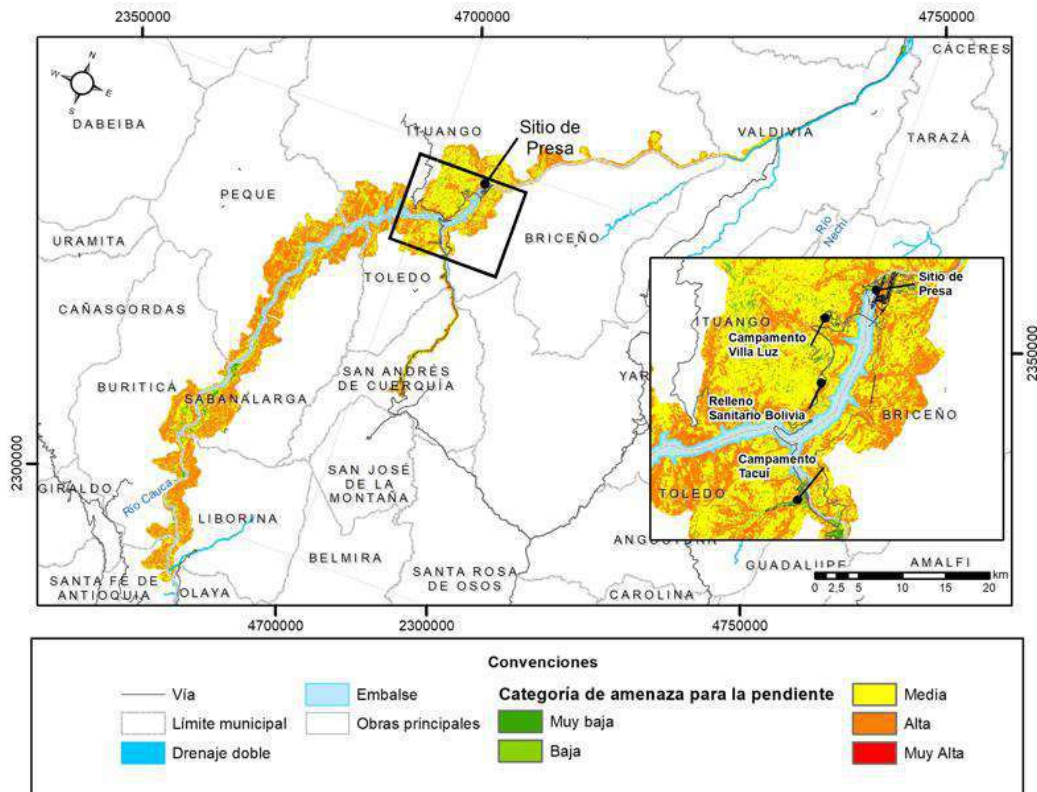 2350000
4700000
4750000
N
W
E
S
CÁCERES
DABEIBA
ITUANGO
Sitio de
Presa
VALDIVIA
TARAZÁ
PEQUE
URAMITA
BRICEÑO
Río
Nechí
TOLEDO
CAÑASGORDAS
SAN ANDRÉS
DE CUERQUÍA
BURITICÁ
SABANALARGA
2350000
2300000
Sitio de
Presa
ITUANGO
Campamento
Villa Luz
Relleno
Sanitario Bolivia
BRICEÑO
Campamento
Tacuí
TOLEDO
SAN JOSÉ
DE LA
MONTAÑA
GIRALDO
Río Cauca
LIBORINA
BELMIRA
SANTA FÉ DE
ANTIOQUIA
OLAYA
SANTA ROSA
DE OSOS
GUADALUPE
AMALFI
CAROLINA
km
0 2,5 5 10 15 20
4700000
2300000
4750000
Convenciones
Vía
Límite municipal
Drenaje doble
Embalse
Obras principales
Categoría de amenaza para la pendiente
Muy baja
Baja
Media
Alta
Muy Alta